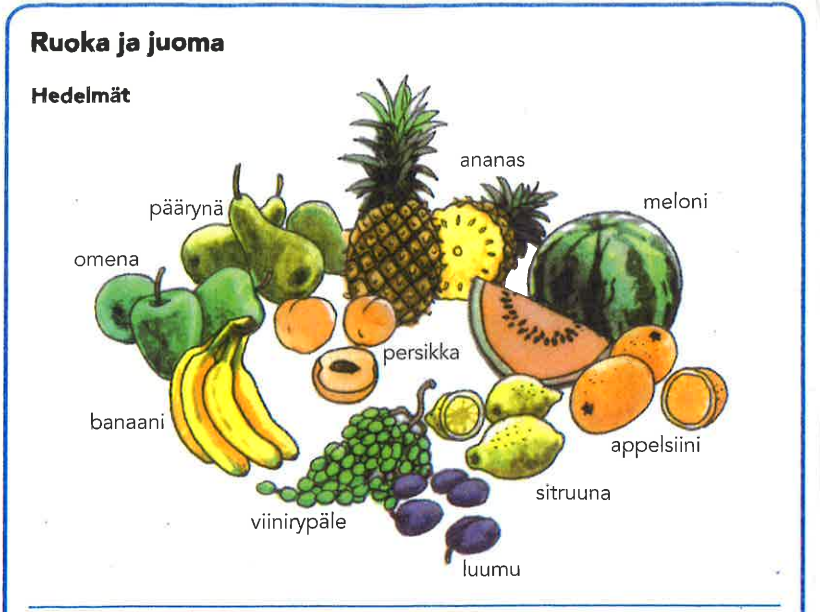 Ruoka ja juoma
Hedelmät
ananas
meloni
päärynä
omena
persikka
banaani
appelsiini
sitruuna
viinirypäle
luumu